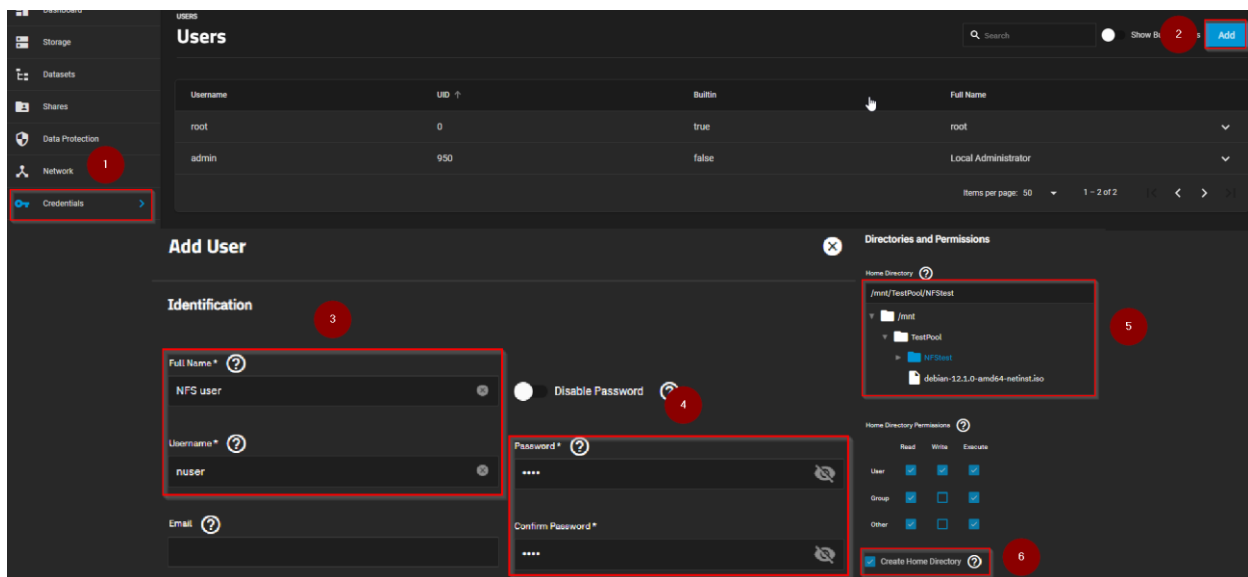 Dashboard
Storage
Datasets
Shares
Data Protection
1
Network
Credentials
USERS
Users
Search
Show
2
Add
Username UID Builtin Full Name
root 0 true root
admin 950 false Local Administrator
Items per page: 50 1 – 2 of 2
Add User
Identification
3
Full Name *
NFS user
Username *
nuser
Email
Disable Password
4
Password *
••••
Confirm Password *
••••
Directories and Permissions
Home Directory
/mnt/TestPool/NFStest
/mnt
TestPool
NFStest
debian-12.1.0-amd64-netinst.iso
5
Home Directory Permissions
Read Write Execute
User
Group
Other
Create Home Directory
6